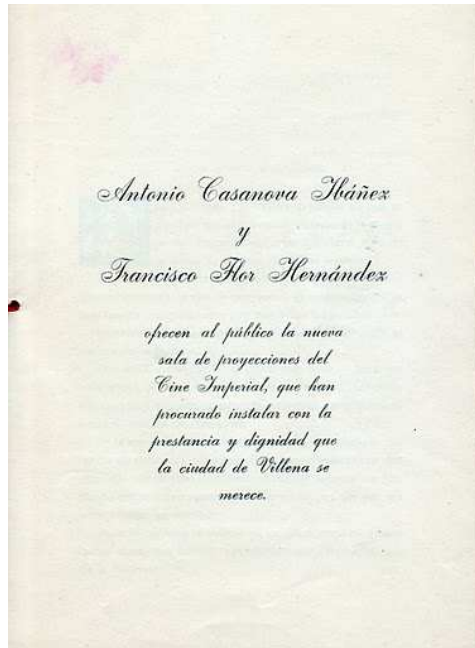 Antonio Casanova Ibáñez
y
Francisco Flor Hernández
ofrecen al público la nueva
sala de proyecciones del
Cine Imperial, que han
procurado instalar con la
prestancia y dignidad que
la ciudad de Villena se
merece.